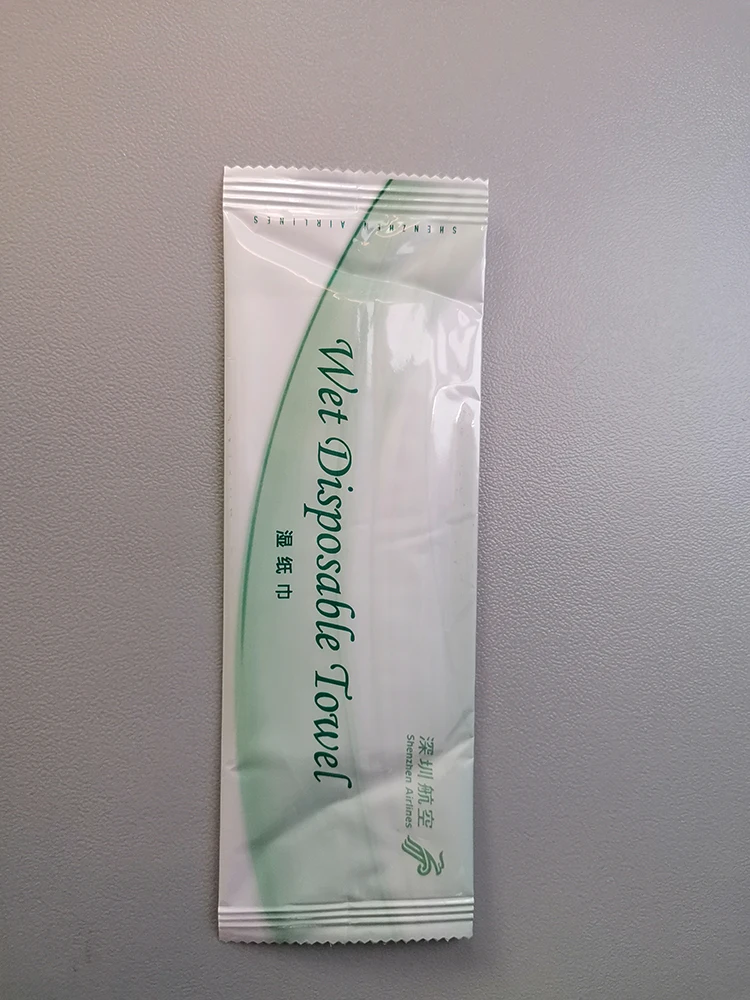 深圳航空
Shenzhen Airlines
Wet Disposable Towel
湿纸巾
SHENZHEN AIRLINES